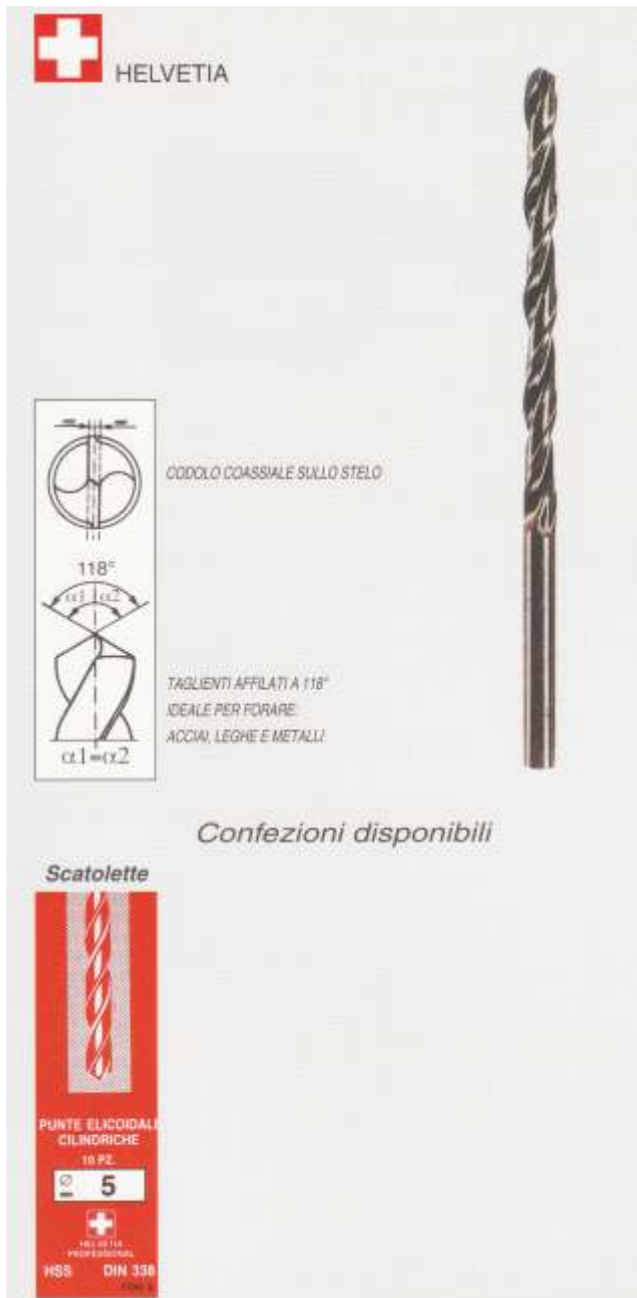 HELVETIA
CODOLO COASSIALE SULLO STELO
118°
α1 α2
TAGLIENTI AFFILATI A 118°
IDEALE PER FORARE:
ACCIAI, LEGHE E METALLI
α1=α2
Confezioni disponibili
Scatolette
PUNTE ELICOIDALI
CILINDRICHE
10 PZ.
Ø 5
HELVETIA
PROFESSIONAL
HSS DIN 338